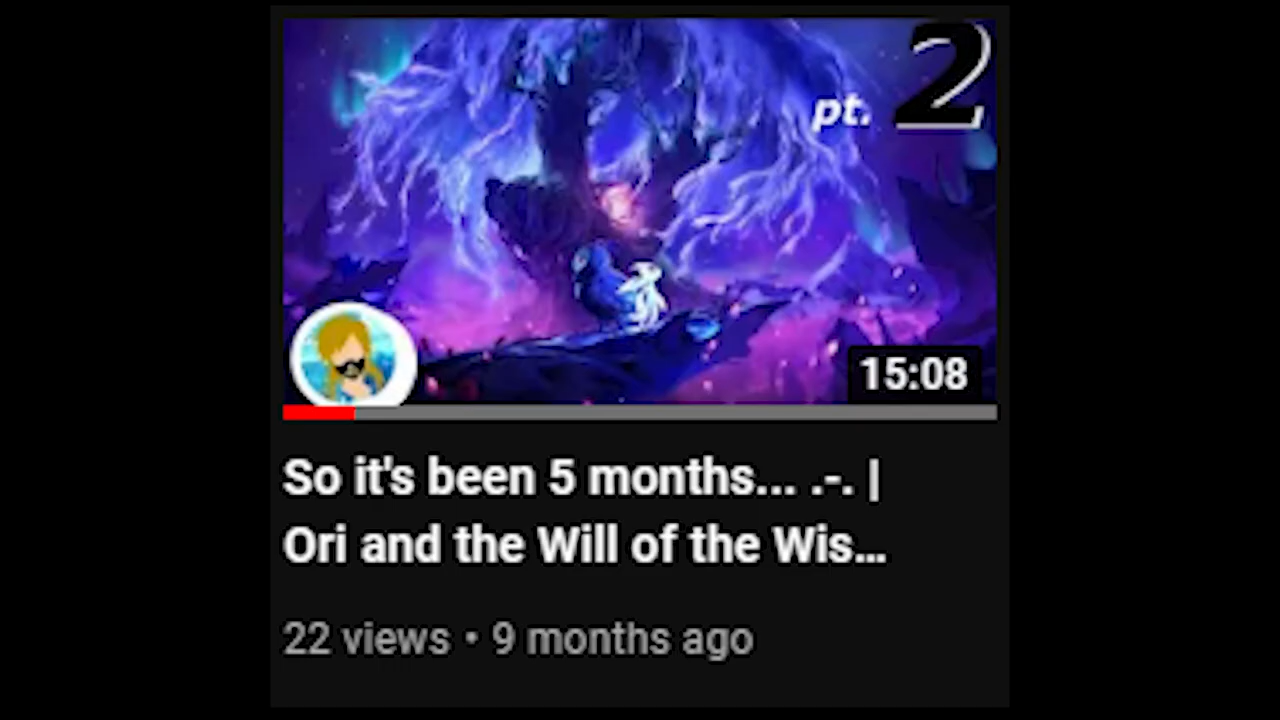 pt. 2
15:08
So it's been 5 months... .-. |
Ori and the Will of the Wis...
22 views • 9 months ago